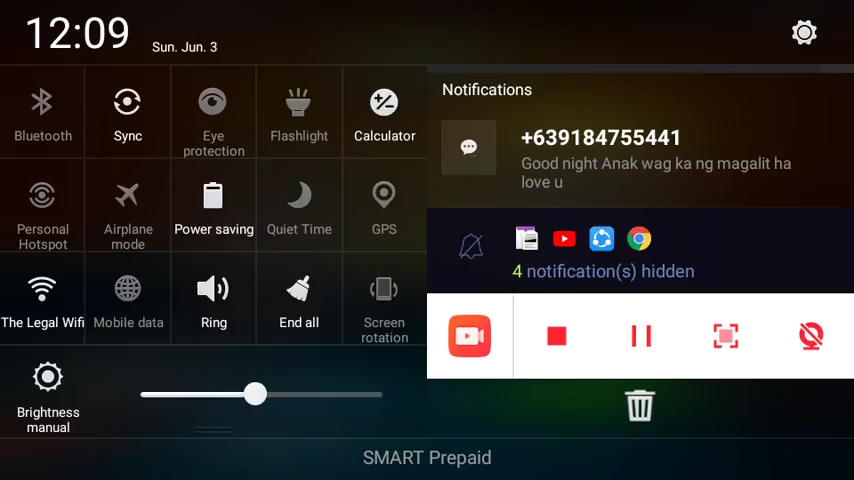 12:09
Sun. Jun. 3
Bluetooth
Sync
Eye
protection
Flashlight
Calculator
Personal
Hotspot
Airplane
mode
Power saving
Quiet Time
GPS
The Legal Wifi
Mobile data
Ring
End all
Screen
rotation
Brightness
manual
Notifications
+639184755441
Good night Anak wag ka ng magalit ha
love u
4 notification(s) hidden
SMART Prepaid